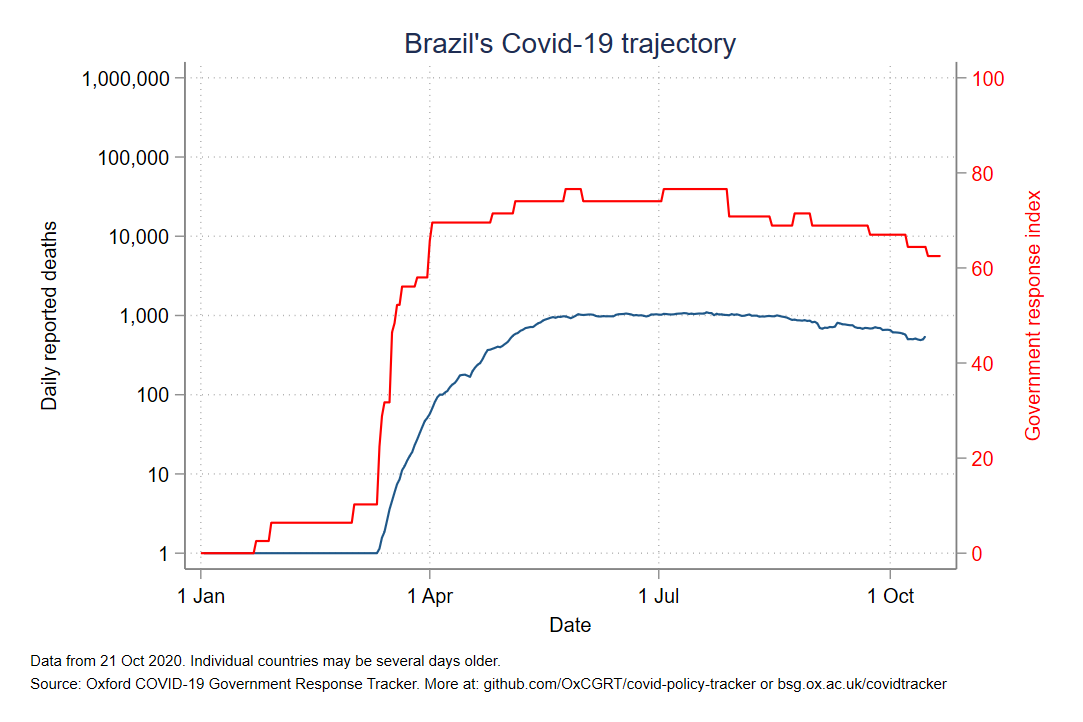 Brazil's Covid-19 trajectory
1,000,000
100,000
10,000
1,000
100
10
1
Daily reported deaths
100
80
60
40
20
0
Government response index
1 Jan
1 Apr
1 Jul
1 Oct
Date
Data from 21 Oct 2020. Individual countries may be several days older.
Source: Oxford COVID-19 Government Response Tracker. More at: github.com/OxCGRT/covid-policy-tracker or bsg.ox.ac.uk/covidtracker